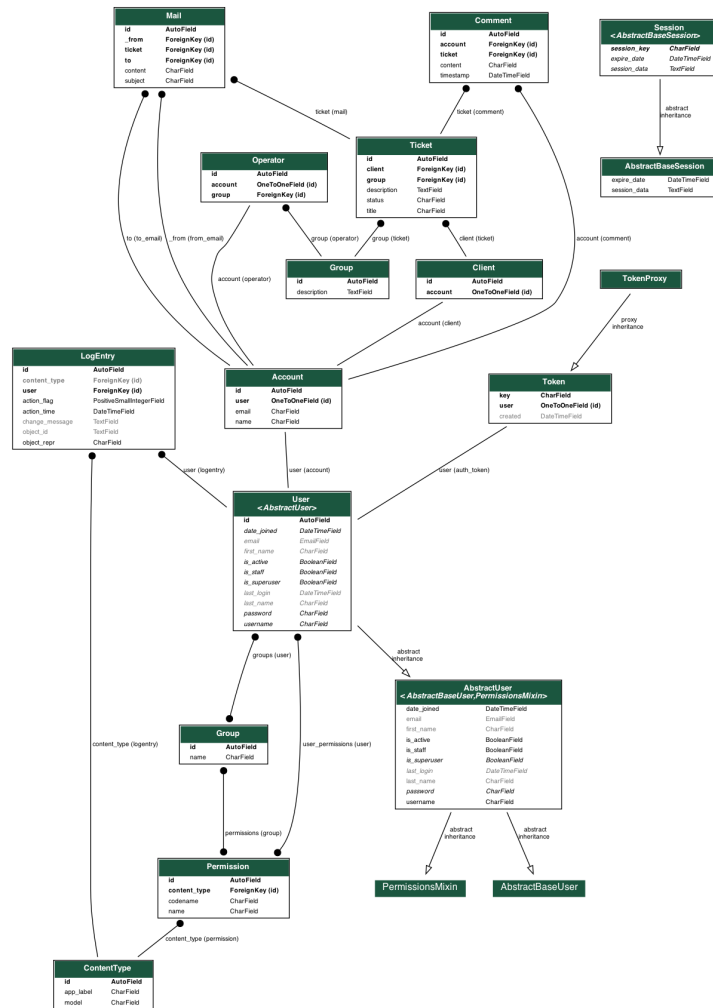 Mail
id AutoField
_from ForeignKey (id)
ticket ForeignKey (id)
to ForeignKey (id)
content CharField
subject CharField
Comment
id AutoField
account ForeignKey (id)
ticket ForeignKey (id)
content CharField
timestamp DateTimeField
Session
<AbstractBaseSession>
session_key CharField
expire_date DateTimeField
session_data TextField
ticket (mail)
ticket (comment)
abstract
inheritance
Operator
id AutoField
account OneToOneField (id)
group ForeignKey (id)
Ticket
id AutoField
client ForeignKey (id)
group ForeignKey (id)
description TextField
status CharField
title CharField
AbstractBaseSession
expire_date DateTimeField
session_data TextField
to (to_email)
_from (from_email)
group (operator)
group (ticket)
client (ticket)
account (comment)
account (operator)
Group
id AutoField
description TextField
Client
id AutoField
account OneToOneField (id)
TokenProxy
account (client)
proxy
inheritance
LogEntry
id AutoField
content_type ForeignKey (id)
user ForeignKey (id)
action_flag PositiveSmallIntegerField
action_time DateTimeField
change_message TextField
object_id TextField
object_repr CharField
Account
id AutoField
user OneToOneField (id)
email CharField
name CharField
Token
key CharField
user OneToOneField (id)
created DateTimeField
user (logentry)
user (account)
user (auth_token)
User
<AbstractUser>
id AutoField
date_joined DateTimeField
email EmailField
first_name CharField
is_active BooleanField
is_staff BooleanField
is_superuser BooleanField
last_login DateTimeField
last_name CharField
password CharField
username CharField
groups (user)
abstract
inheritance
AbstractUser
<AbstractBaseUser,PermissionsMixin>
date_joined DateTimeField
email EmailField
first_name CharField
is_active BooleanField
is_staff BooleanField
is_superuser BooleanField
last_login DateTimeField
last_name CharField
password CharField
username CharField
Group
id AutoField
name CharField
content_type (logentry)
user_permissions (user)
permissions (group)
abstract
inheritance
abstract
inheritance
Permission
id AutoField
content_type ForeignKey (id)
codename CharField
name CharField
PermissionsMixin
AbstractBaseUser
content_type (permission)
ContentType
id AutoField
app_label CharField
model CharField